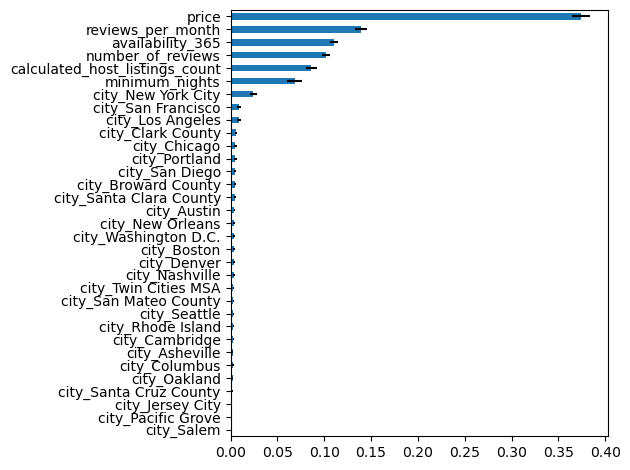 price
reviews_per_month
availability_365
number_of_reviews
calculated_host_listings_count
minimum_nights
city_New York City
city_San Francisco
city_Los Angeles
city_Clark County
city_Chicago
city_Portland
city_San Diego
city_Broward County
city_Santa Clara County
city_Austin
city_New Orleans
city_Washington D.C.
city_Boston
city_Denver
city_Nashville
city_Twin Cities MSA
city_San Mateo County
city_Seattle
city_Rhode Island
city_Cambridge
city_Asheville
city_Columbus
city_Oakland
city_Santa Cruz County
city_Jersey City
city_Pacific Grove
city_Salem
0.00 0.05 0.10 0.15 0.20 0.25 0.30 0.35 0.40